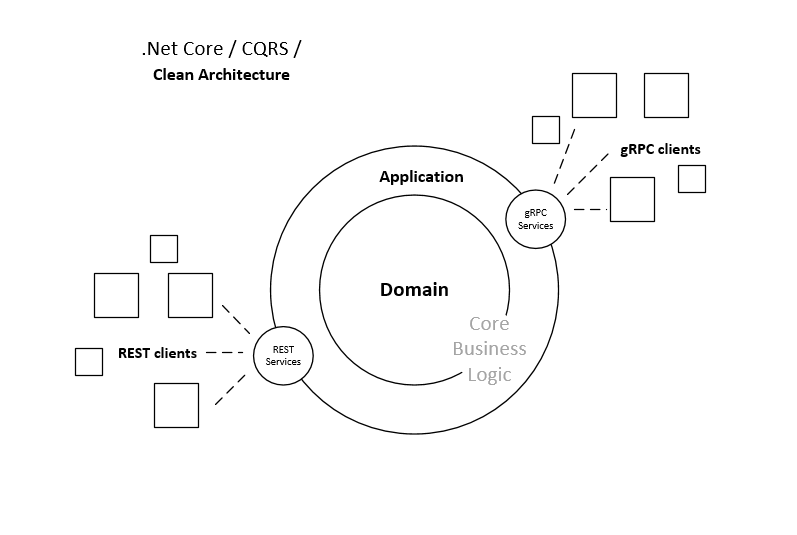 .Net Core / CQRS /
Clean Architecture
gRPC clients
Application
gRPC
Services
Domain
Core
Business
Logic
REST clients
REST
Services